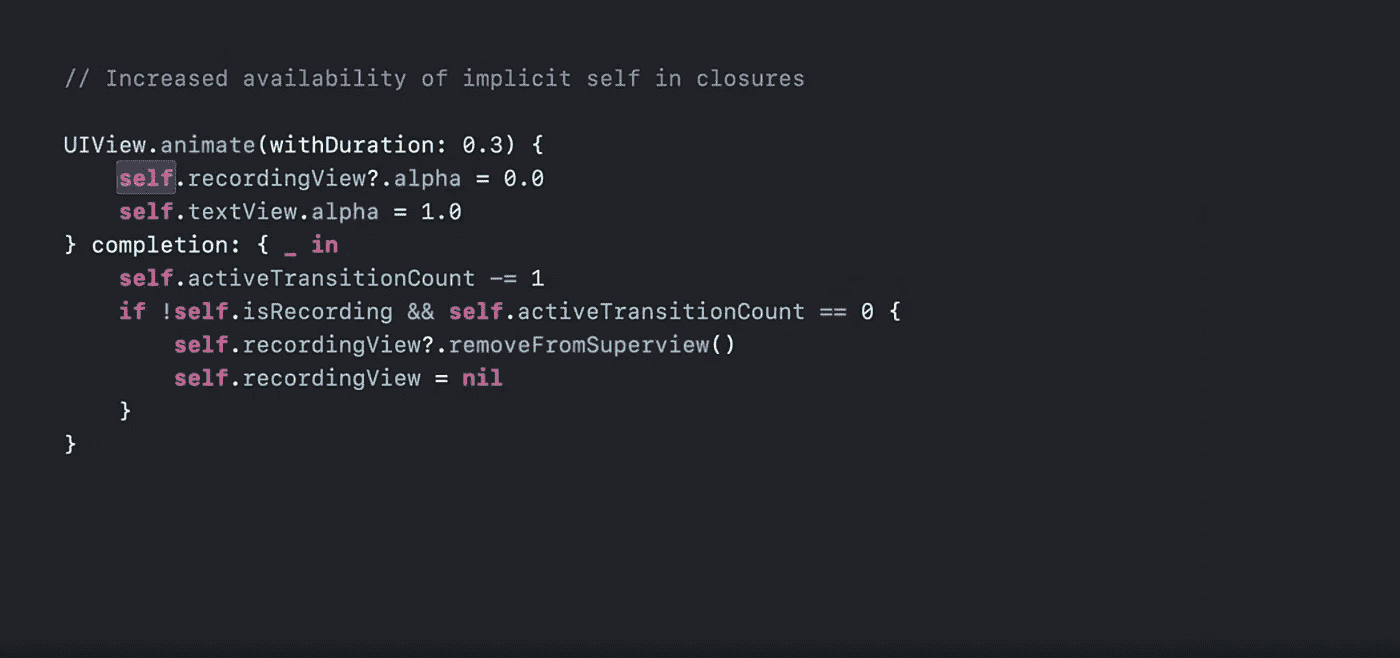 // Increased availability of implicit self in closures
UIView.animate(withDuration: 0.3) {
self.recordingView?.alpha = 0.0
self.textView.alpha = 1.0
} completion: { _ in
self.activeTransitionCount -= 1
if !self.isRecording && self.activeTransitionCount == 0 {
self.recordingView?.removeFromSuperview()
self.recordingView = nil
}
}